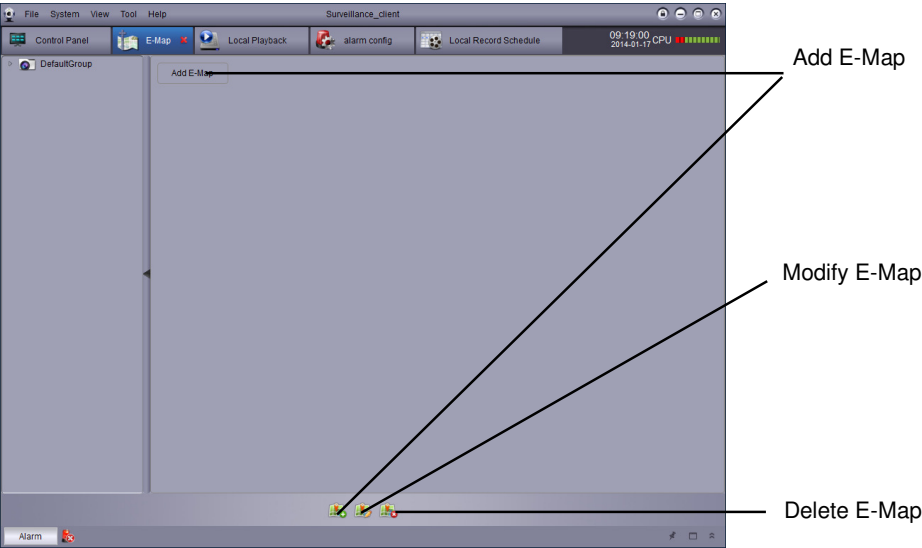 File System View Tool Help Surveillance_client
Control Panel E-Map Local Playback alarm config Local Record Schedule 09:19:00 CPU
2014-01-17
DefaultGroup
Add E-Map
Add E-Map
Modify E-Map
Delete E-Map
Alarm